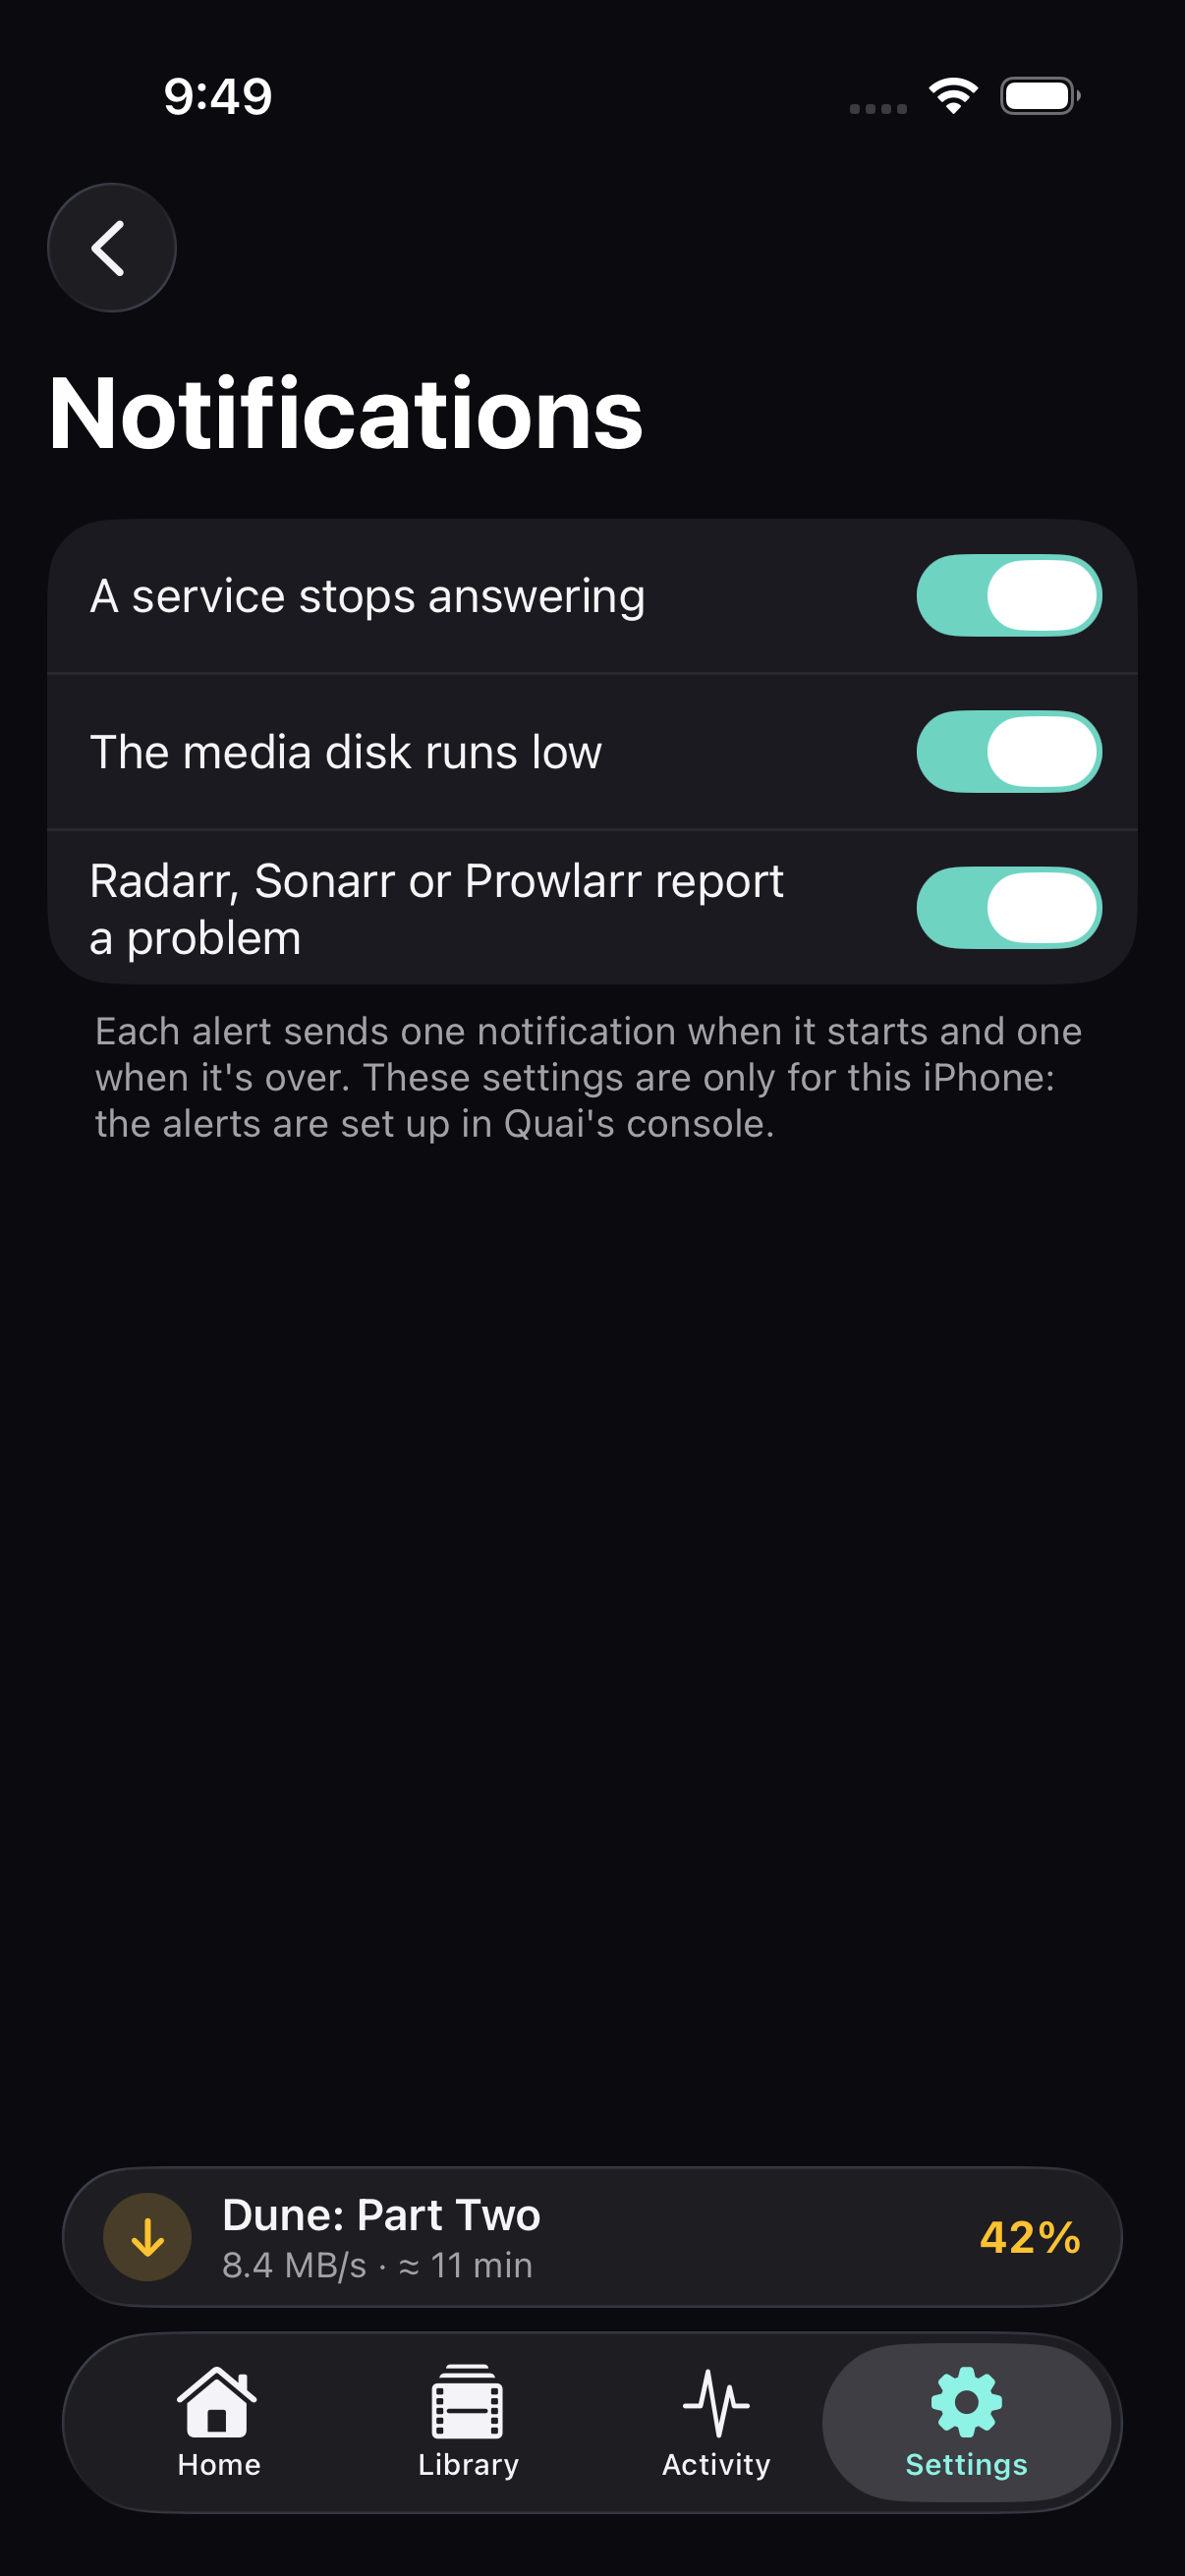 9:49
Notifications
A service stops answering
The media disk runs low
Radarr, Sonarr or Prowlarr report
a problem
Each alert sends one notification when it starts and one
when it's over. These settings are only for this iPhone:
the alerts are set up in Quai's console.
Dune: Part Two
8.4 MB/s · ≈ 11 min
42%
Home
Library
Activity
Settings